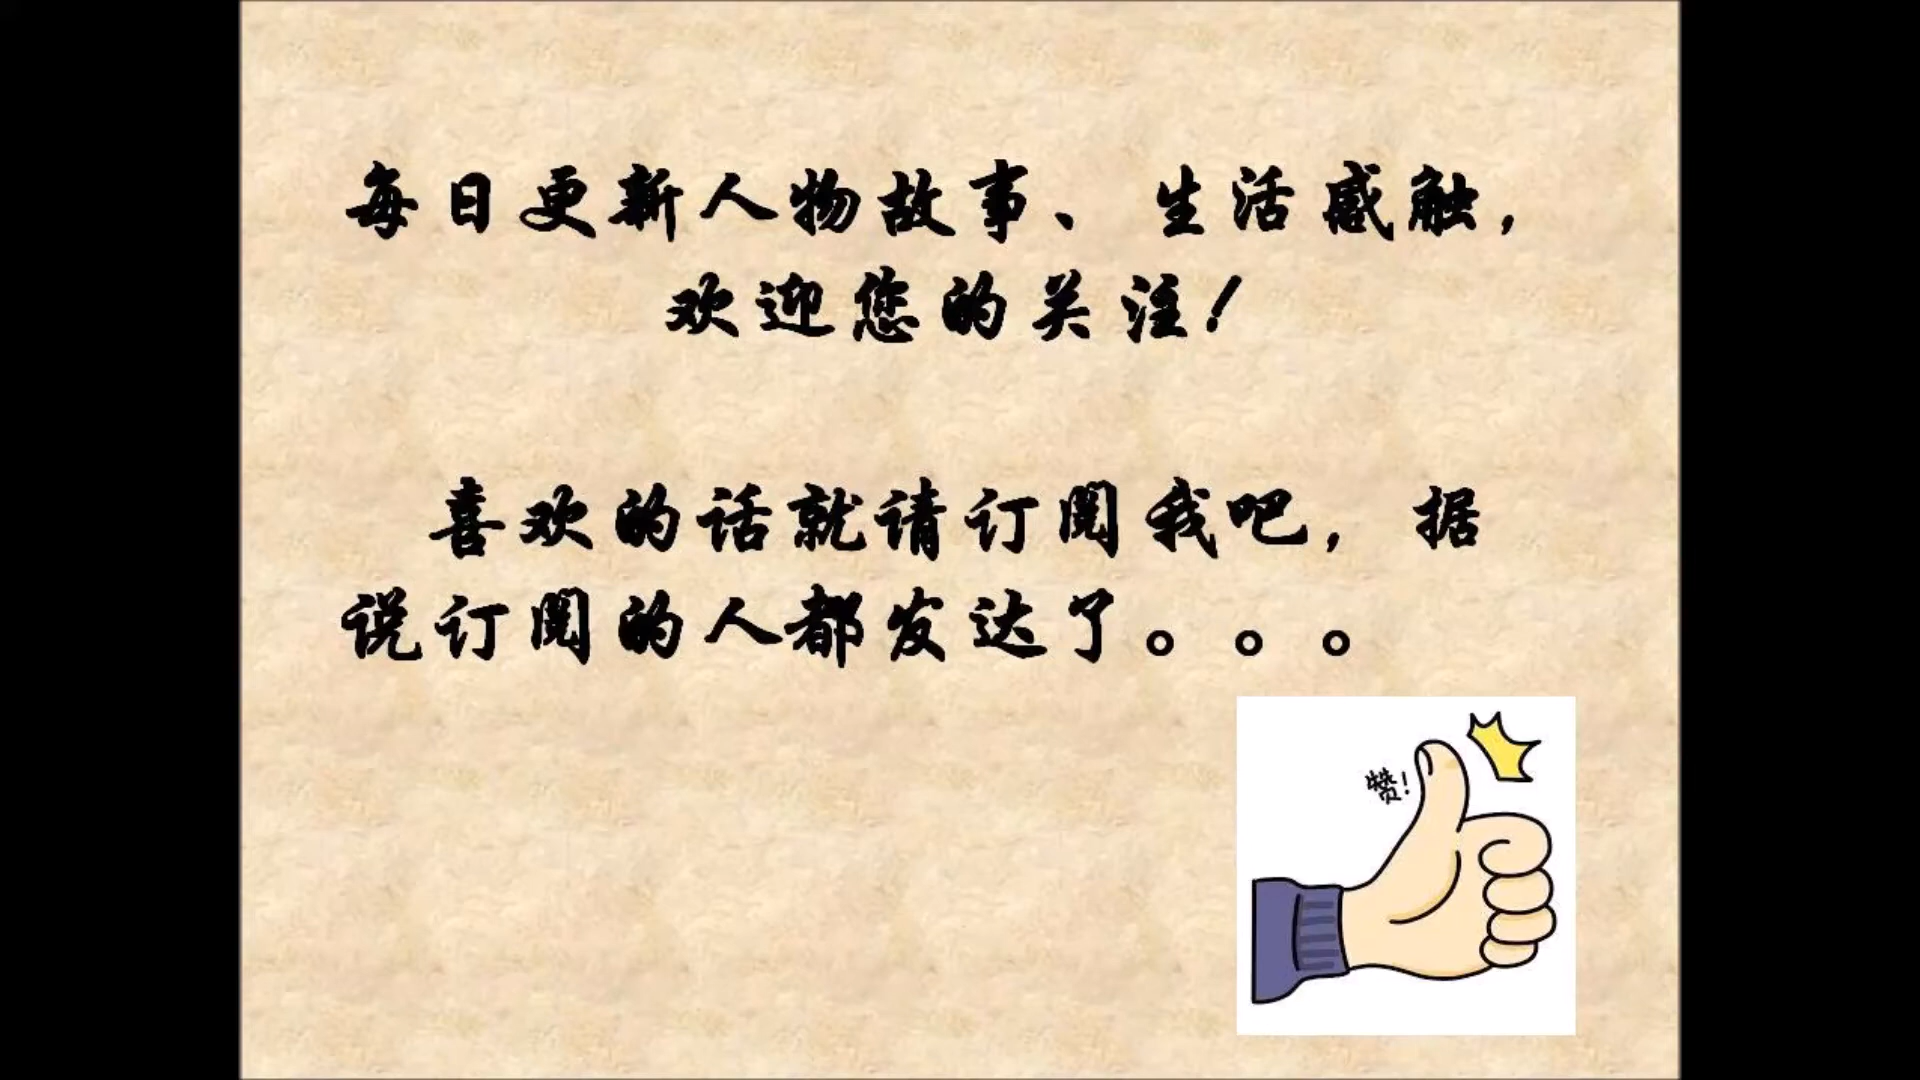 每日更新人物故事、生活感触，
欢迎您的关注！
喜欢的话就请订阅我吧，据
说订阅的人都发达了。。。
赞！